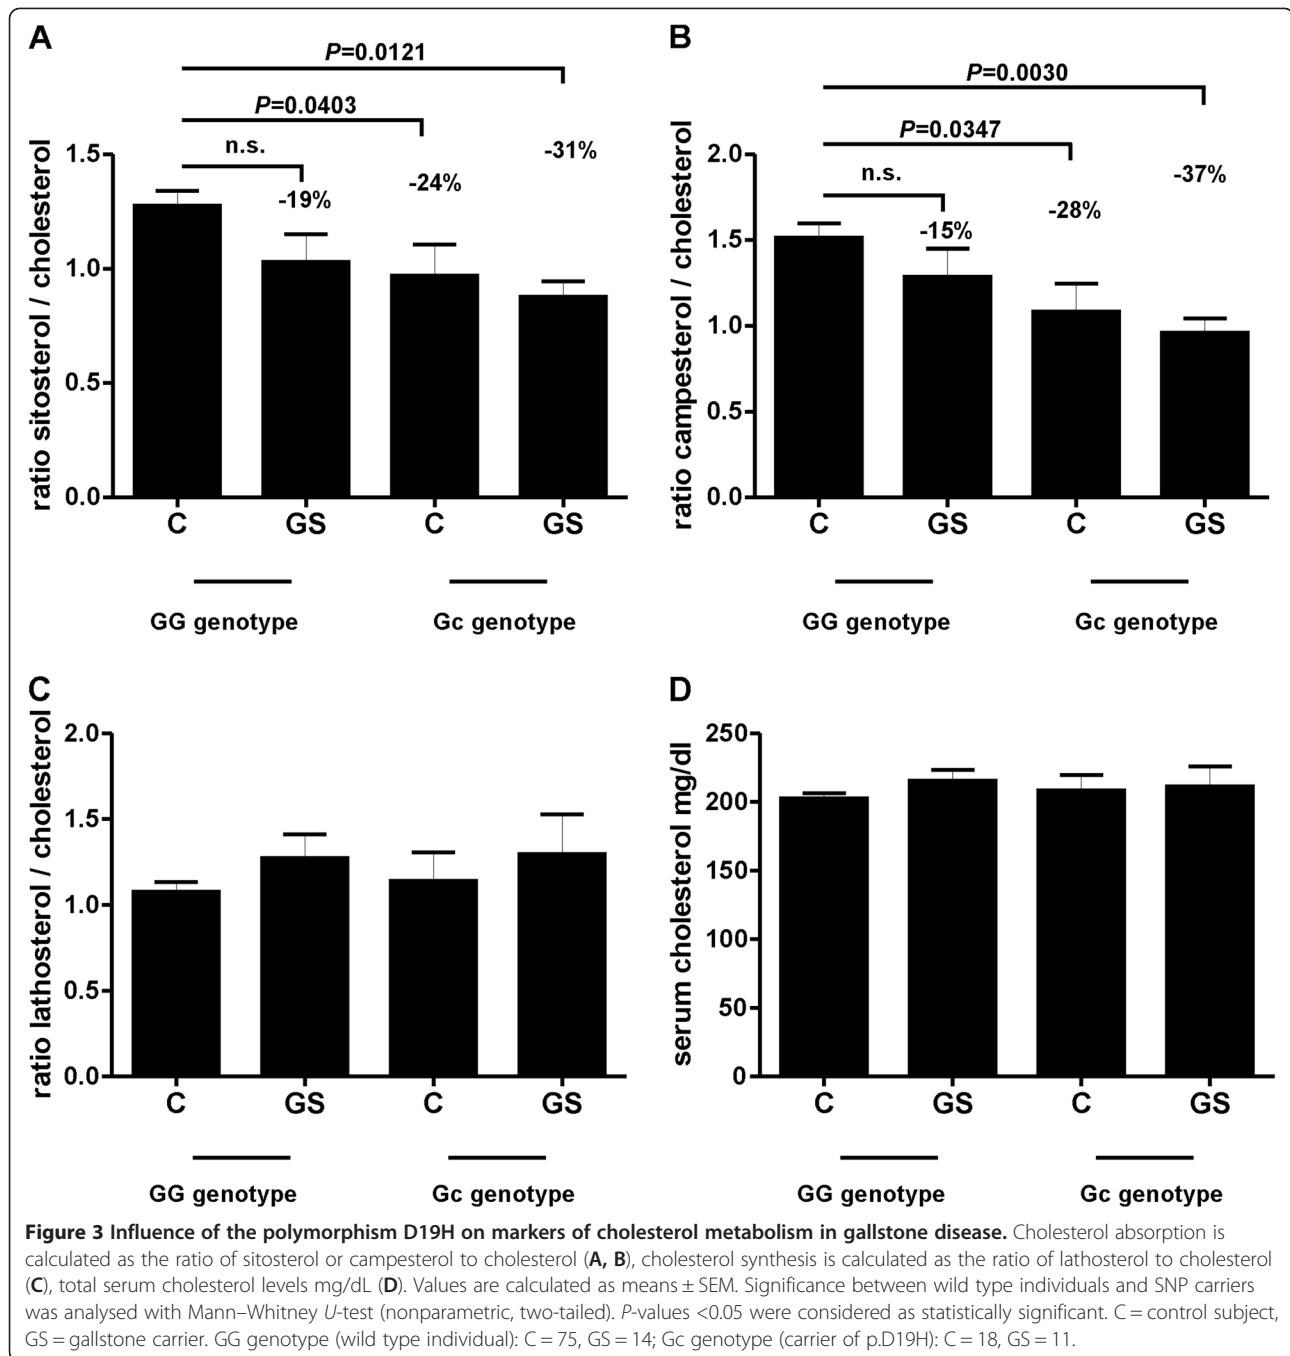 A
P=0.0121
P=0.0403
n.s.
-19%
-24%
-31%
ratio sitosterol / cholesterol
1.5
1.0
0.5
0.0
C GS C GS
GG genotype Gc genotype
B
P=0.0030
P=0.0347
n.s.
-15%
-28%
-37%
ratio campesterol / cholesterol
2.0
1.5
1.0
0.5
0.0
C GS C GS
GG genotype Gc genotype
C
ratio lathosterol / cholesterol
2.0
1.5
1.0
0.5
0.0
C GS C GS
GG genotype Gc genotype
D
serum cholesterol mg/dl
250
200
150
100
50
0
C GS C GS
GG genotype Gc genotype
Figure 3 Influence of the polymorphism D19H on markers of cholesterol metabolism in gallstone disease. Cholesterol absorption is
calculated as the ratio of sitosterol or campesterol to cholesterol (A, B), cholesterol synthesis is calculated as the ratio of lathosterol to cholesterol
(C), total serum cholesterol levels mg/dL (D). Values are calculated as means ± SEM. Significance between wild type individuals and SNP carriers
was analysed with Mann–Whitney U-test (nonparametric, two-tailed). P-values <0.05 were considered as statistically significant. C = control subject,
GS = gallstone carrier. GG genotype (wild type individual): C = 75, GS = 14; Gc genotype (carrier of p.D19H): C = 18, GS = 11.